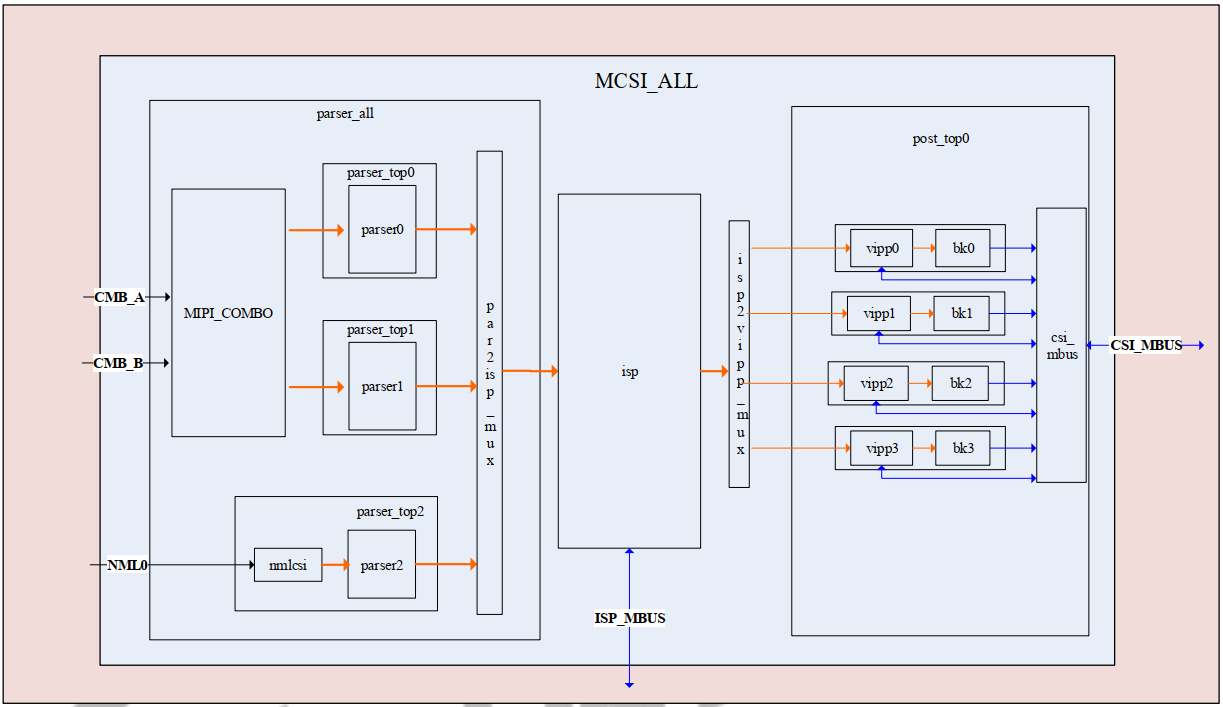 MCSI_ALL
parser_all
post_top0
parser_top0
parser0
MIPI_COMBO
CMB_A
CMB_B
parser_top1
parser1
parser_top2
NML0
nmlcsi
parser2
par2isp_mux
isp
ISP_MBUS
isp2vipp_mux
vipp0
bk0
vipp1
bk1
vipp2
bk2
vipp3
bk3
csi_
mbus
CSI_MBUS